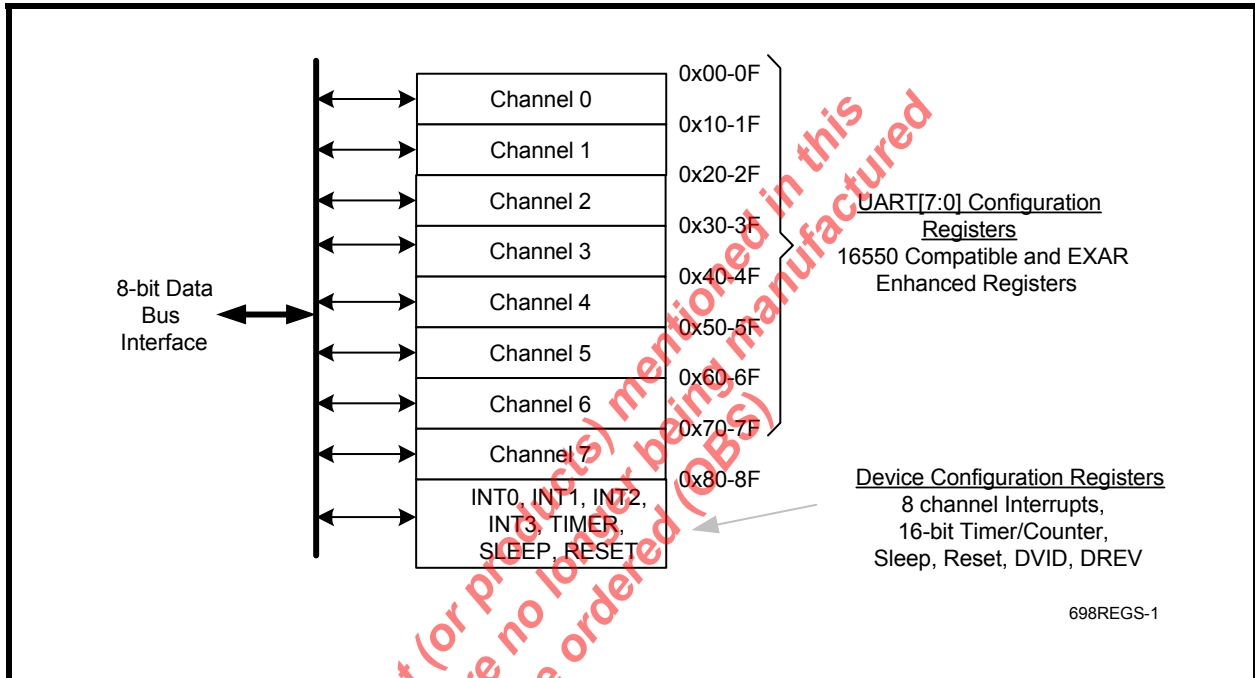 8-bit Data
Bus
Interface
Channel 0
Channel 1
Channel 2
Channel 3
Channel 4
Channel 5
Channel 6
Channel 7
INT0, INT1, INT2,
INT3, TIMER,
SLEEP, RESET
0x00-0F
0x10-1F
0x20-2F
0x30-3F
0x40-4F
0x50-5F
0x60-6F
0x70-7F
0x80-8F
UART[7:0] Configuration
Registers
16550 Compatible and EXAR
Enhanced Registers
Device Configuration Registers
8 channel Interrupts,
16-bit Timer/Counter,
Sleep, Reset, DVID, DREV
698REGS-1
(or products) mentioned in this
no longer being manufactured
ordered (OBS)